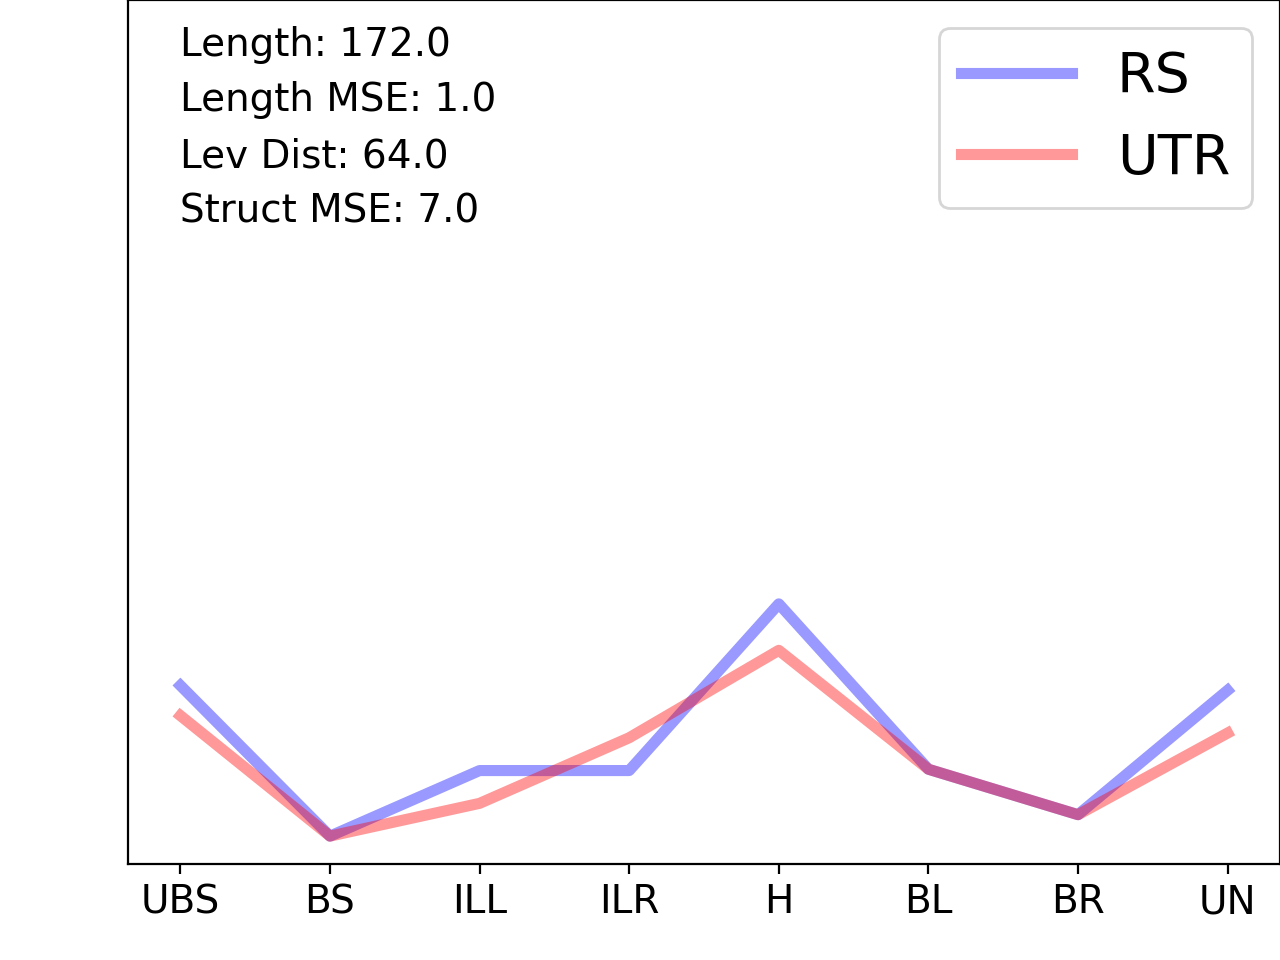 Length: 172.0
Length MSE: 1.0
Lev Dist: 64.0
Struct MSE: 7.0
RS
UTR
UBS BS ILL ILR H BL BR UN